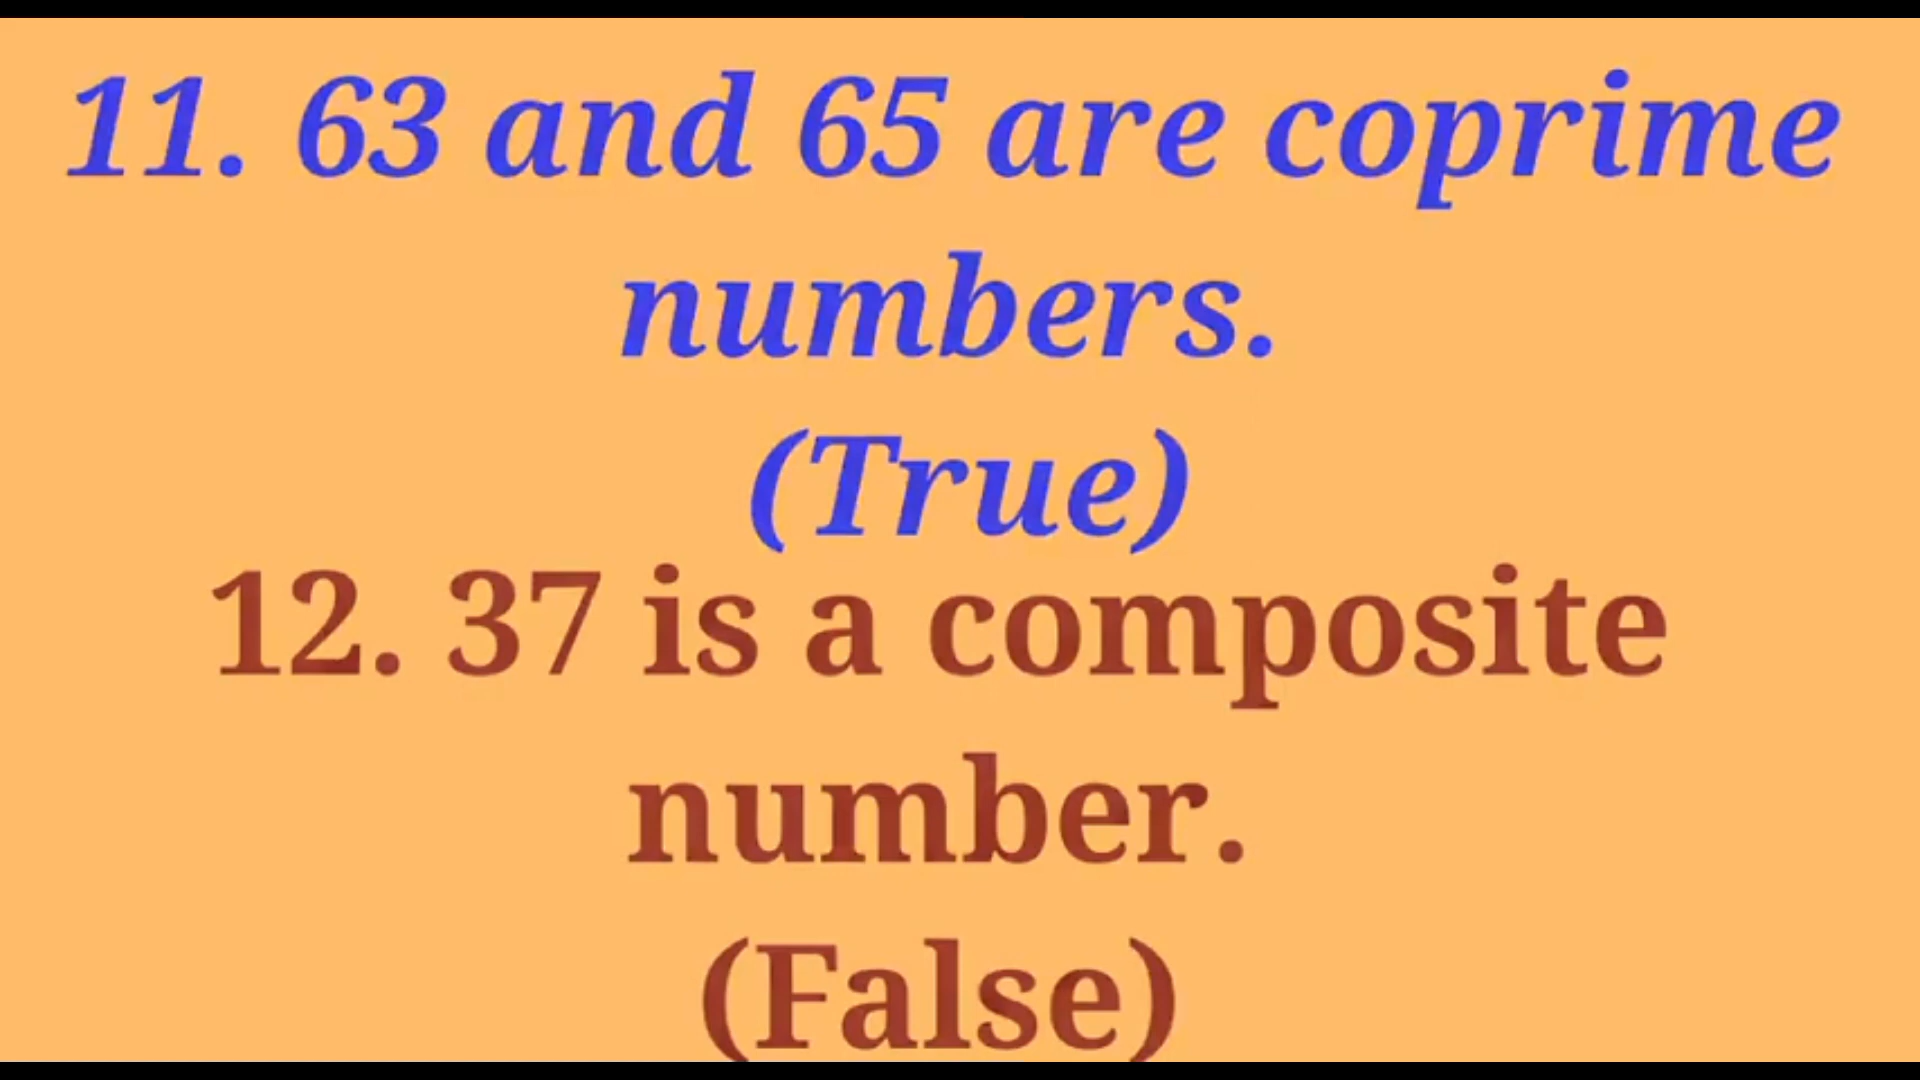 11. 63 and 65 are coprime
numbers.
(True)
12. 37 is a composite
number.
(False)